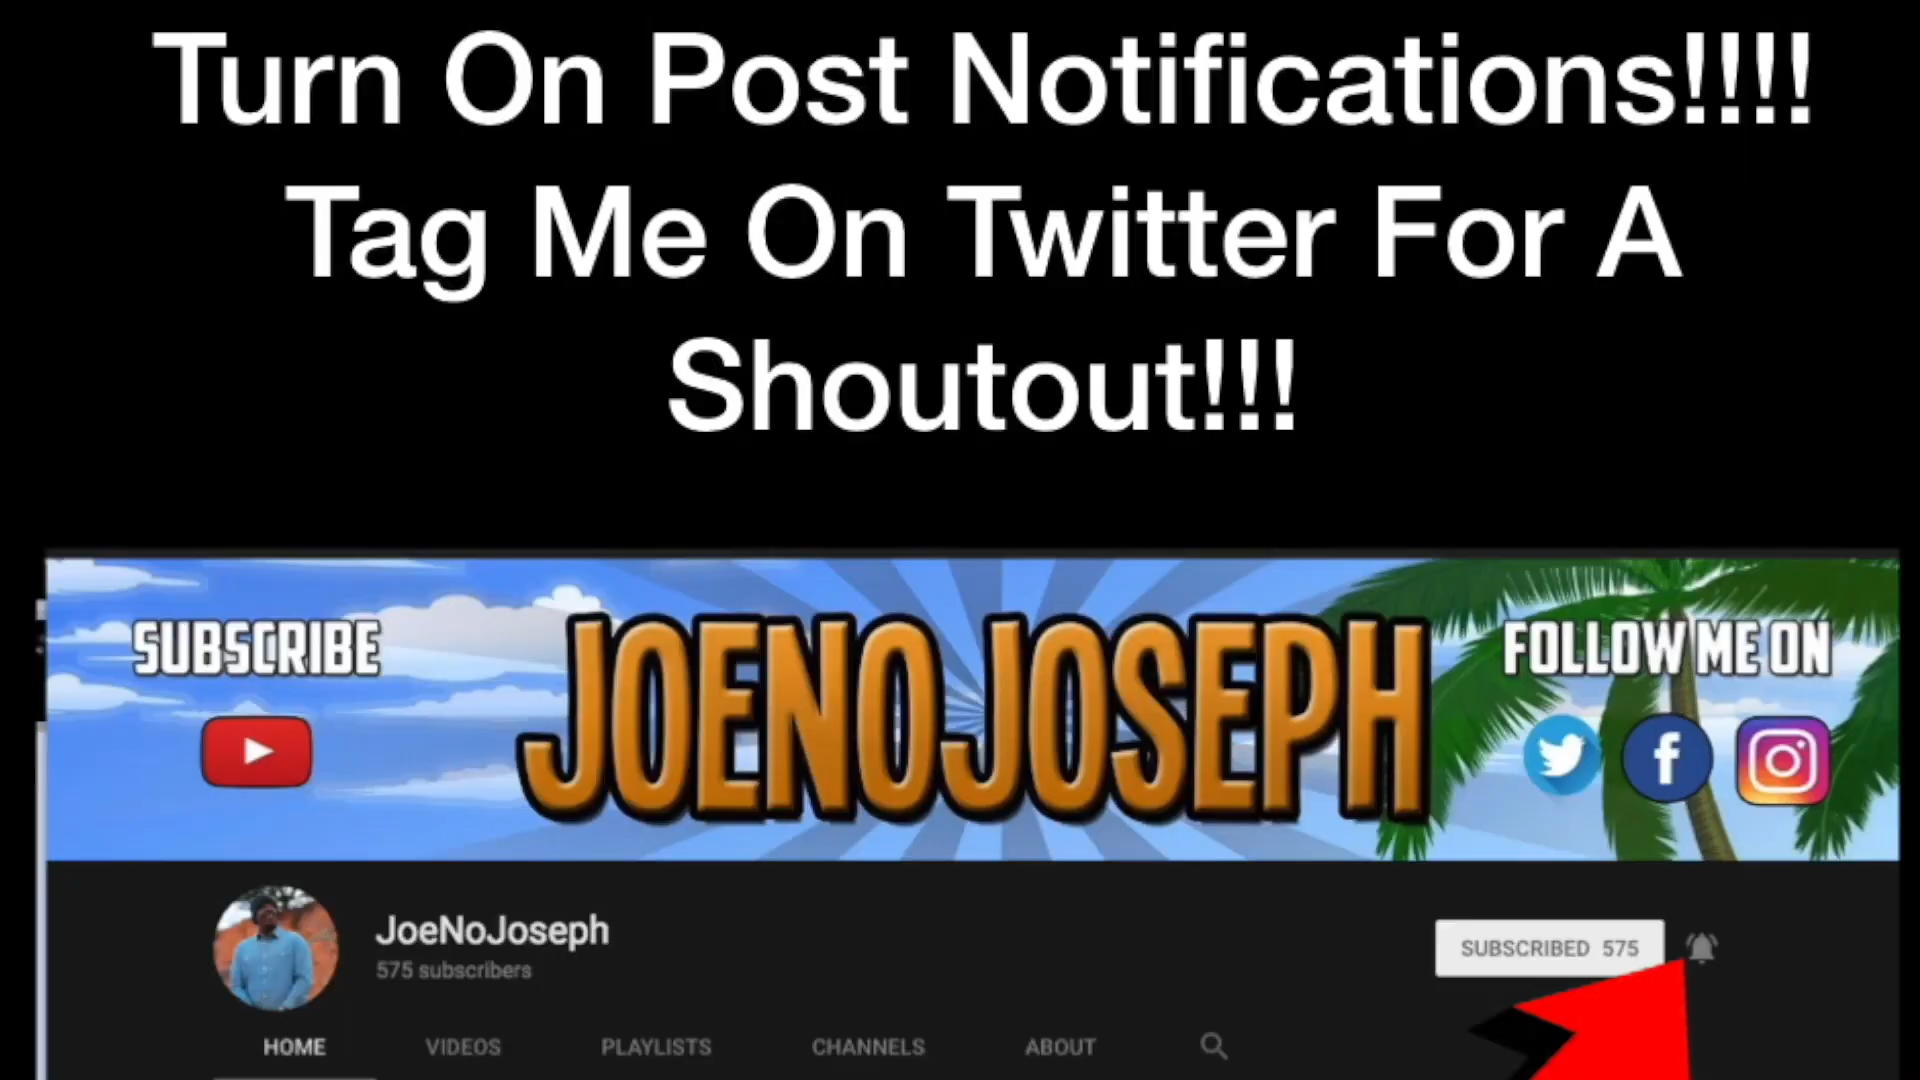 Turn On Post Notifications!!!!
Tag Me On Twitter For A
Shoutout!!!
SUBSCRIBE
JOENOJOSEPH
FOLLOW ME ON
JoeNoJoseph
575 subscribers
SUBSCRIBED 575
HOME VIDEOS PLAYLISTS CHANNELS ABOUT